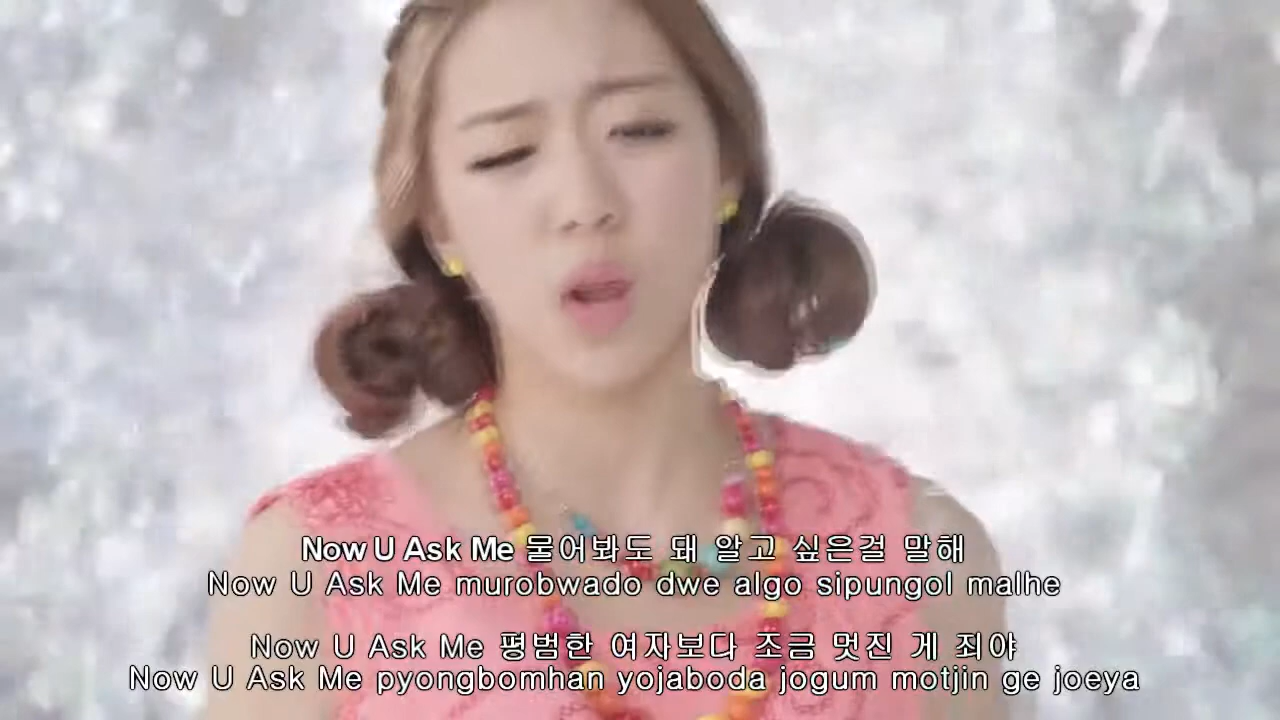 Now U Ask Me 물어봐도 돼 알고 싶은걸 말해
Now U Ask Me murobwado dwe algo sipungol malhe
Now U Ask Me 평범한 여자보다 조금 멋진 게 죄야
Now U Ask Me pyongbomhan yojaboda jogum motjin ge joeya